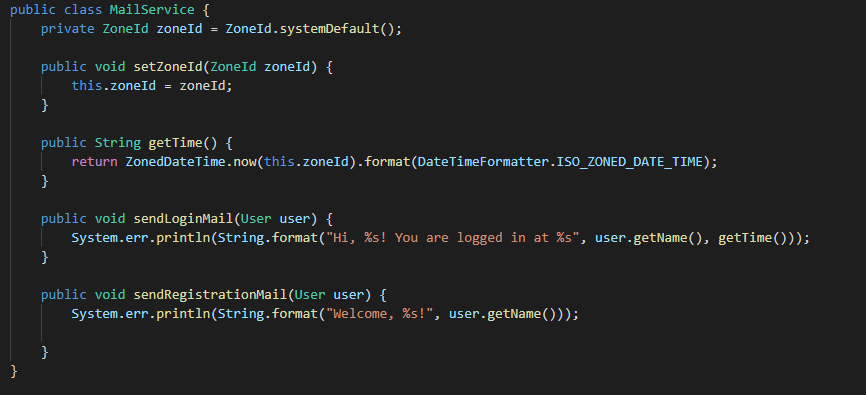 public class MailService {
    private ZoneId zoneId = ZoneId.systemDefault();
    public void setZoneId(ZoneId zoneId) {
        this.zoneId = zoneId;
    }
    public String getTime() {
        return ZonedDateTime.now(this.zoneId).format(DateTimeFormatter.ISO_ZONED_DATE_TIME);
    }
    public void sendLoginMail(User user) {
        System.err.println(String.format("Hi, %s! You are logged in at %s", user.getName(), getTime()));
    }
    public void sendRegistrationMail(User user) {
        System.err.println(String.format("Welcome, %s!", user.getName()));
    }
}